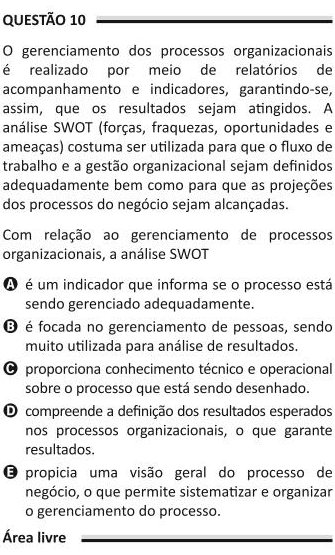 QUESTÃO 10
O gerenciamento dos processos organizacionais
é realizado por meio de relatórios de
acompanhamento e indicadores, garantindo-se,
assim, que os resultados sejam atingidos. A
análise SWOT (forças, fraquezas, oportunidades e
ameaças) costuma ser utilizada para que o fluxo de
trabalho e a gestão organizacional sejam definidos
adequadamente bem como para que as projeções
dos processos do negócio sejam alcançadas.
Com relação ao gerenciamento de processos
organizacionais, a análise SWOT
A é um indicador que informa se o processo está
sendo gerenciado adequadamente.
B é focada no gerenciamento de pessoas, sendo
muito utilizada para análise de resultados.
C proporciona conhecimento técnico e operacional
sobre o processo que está sendo desenhado.
D compreende a definição dos resultados esperados
nos processos organizacionais, o que garante
resultados.
E propicia uma visão geral do processo de
negócio, o que permite sistematizar e organizar
o gerenciamento do processo.
Área livre